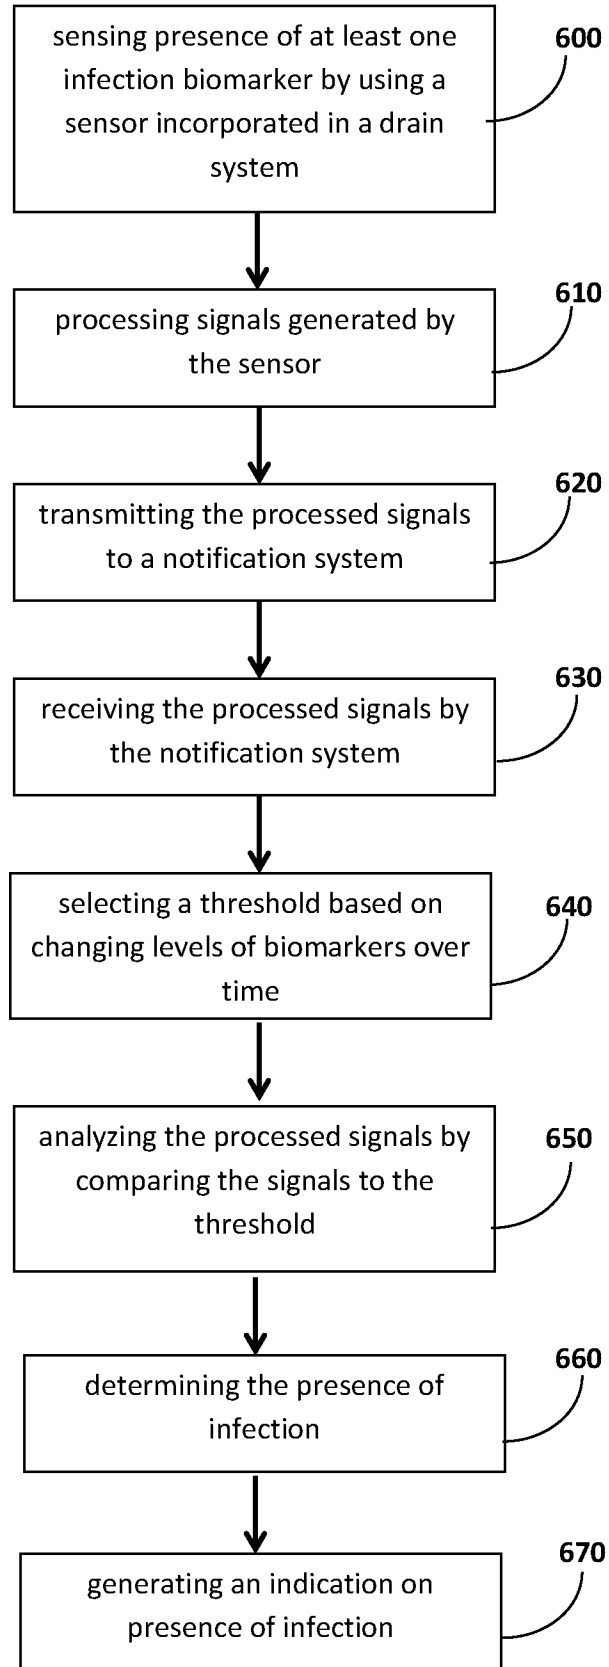 sensing presence of at least one
infection biomarker by using a
sensor incorporated in a drain
system
600
processing signals generated by
the sensor
610
transmitting the processed signals
to a notification system
620
receiving the processed signals by
the notification system
630
selecting a threshold based on
changing levels of biomarkers over
time
640
analyzing the processed signals by
comparing the signals to the
threshold
650
determining the presence of
infection
660
generating an indication on
presence of infection
670